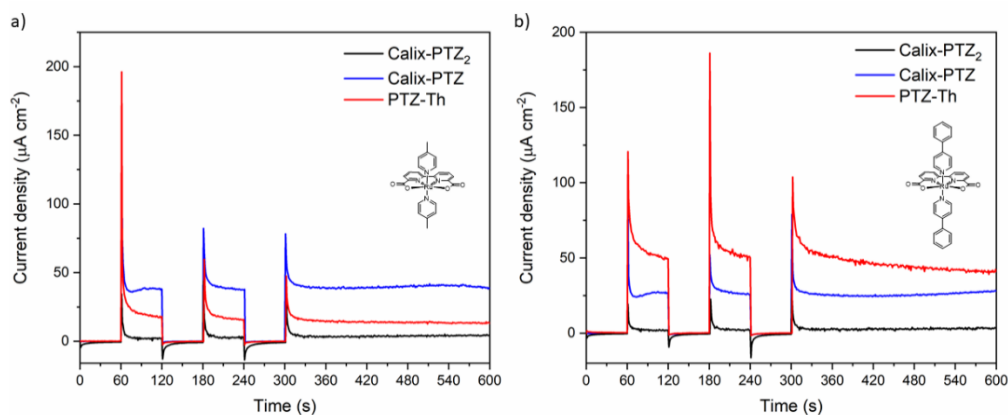 a)
Current density (µA cm⁻²)
200
150
100
50
0
Calix-PTZ₂
Calix-PTZ
PTZ-Th
N
O
O
Ru
O
O
N
0 60 120 180 240 300 360 420 480 540 600
Time (s)
b)
Current density (µA cm⁻²)
200
150
100
50
0
Calix-PTZ₂
Calix-PTZ
PTZ-Th
N
O
O
Ru
O
O
N
0 60 120 180 240 300 360 420 480 540 600
Time (s)